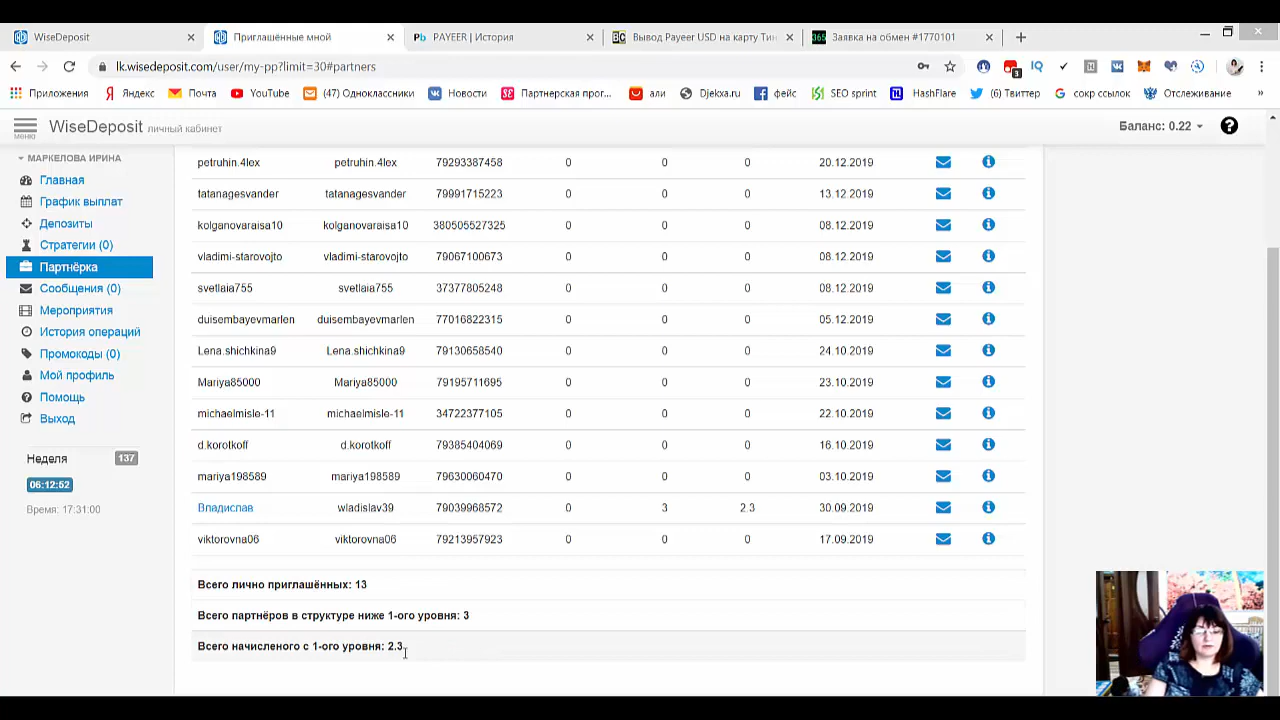 WiseDeposit
Приглашённые мной
PAYEER | История
Вывод Payeer USD на карту Тин
Заявка на обмен #1770101
lk.wisedeposit.com/user/my-pp?limit=30#partners
Приложения Яндекс Почта YouTube (47) Одноклассники Новости Партнерская прог... али Djekxa.ru фейс SEO sprint HashFlare (6) Твиттер сокр ссылок Отслеживание »
меню WiseDeposit личный кабинет Баланс: 0.22
МАРКЕЛОВА ИРИНА
Главная
График выплат
Депозиты
Стратегии (0)
Партнёрка
Сообщения (0)
Мероприятия
История операций
Промокоды (0)
Мой профиль
Помощь
Выход
Неделя 137
06:12:52
Время: 17:31:00
petruhin.4lex petruhin.4lex 79293387458 0 0 0 20.12.2019
tatanagesvander tatanagesvander 79991715223 0 0 0 13.12.2019
kolganovaraisa10 kolganovaraisa10 380505527325 0 0 0 08.12.2019
vladimi-starovojto vladimi-starovojto 79067100673 0 0 0 08.12.2019
svetlaia755 svetlaia755 37377805248 0 0 0 08.12.2019
duisembayevmarlen duisembayevmarlen 77016822315 0 0 0 05.12.2019
Lena.shichkina9 Lena.shichkina9 79130658540 0 0 0 24.10.2019
Mariya85000 Mariya85000 79195711695 0 0 0 23.10.2019
michaelmisle-11 michaelmisle-11 34722377105 0 0 0 22.10.2019
d.korotkoff d.korotkoff 79385404069 0 0 0 16.10.2019
mariya198589 mariya198589 79630060470 0 0 0 03.10.2019
Владислав wladislav39 79039968572 0 3 2.3 30.09.2019
viktorovna06 viktorovna06 79213957923 0 0 0 17.09.2019
Всего лично приглашённых: 13
Всего партнёров в структуре ниже 1-ого уровня: 3
Всего начисленого с 1-ого уровня: 2.3